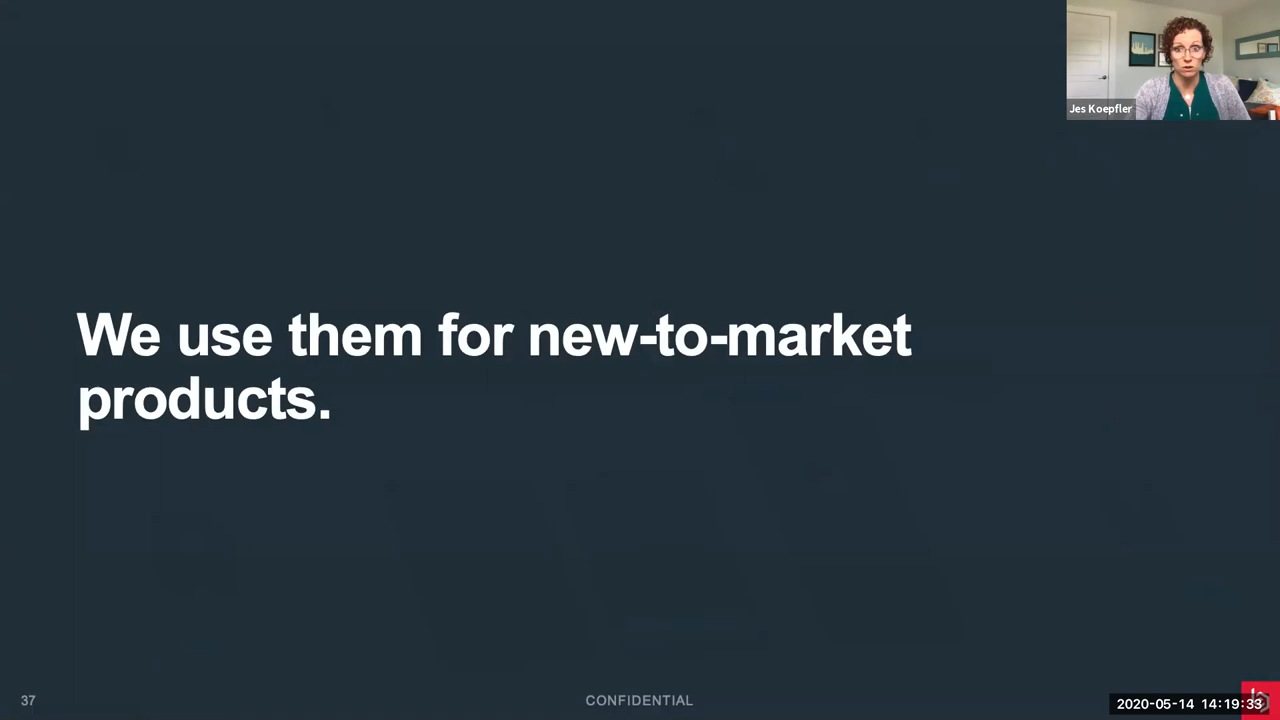 Jes Koepfler
We use them for new-to-market
products.
37
CONFIDENTIAL
2020-05-14 14:19:33